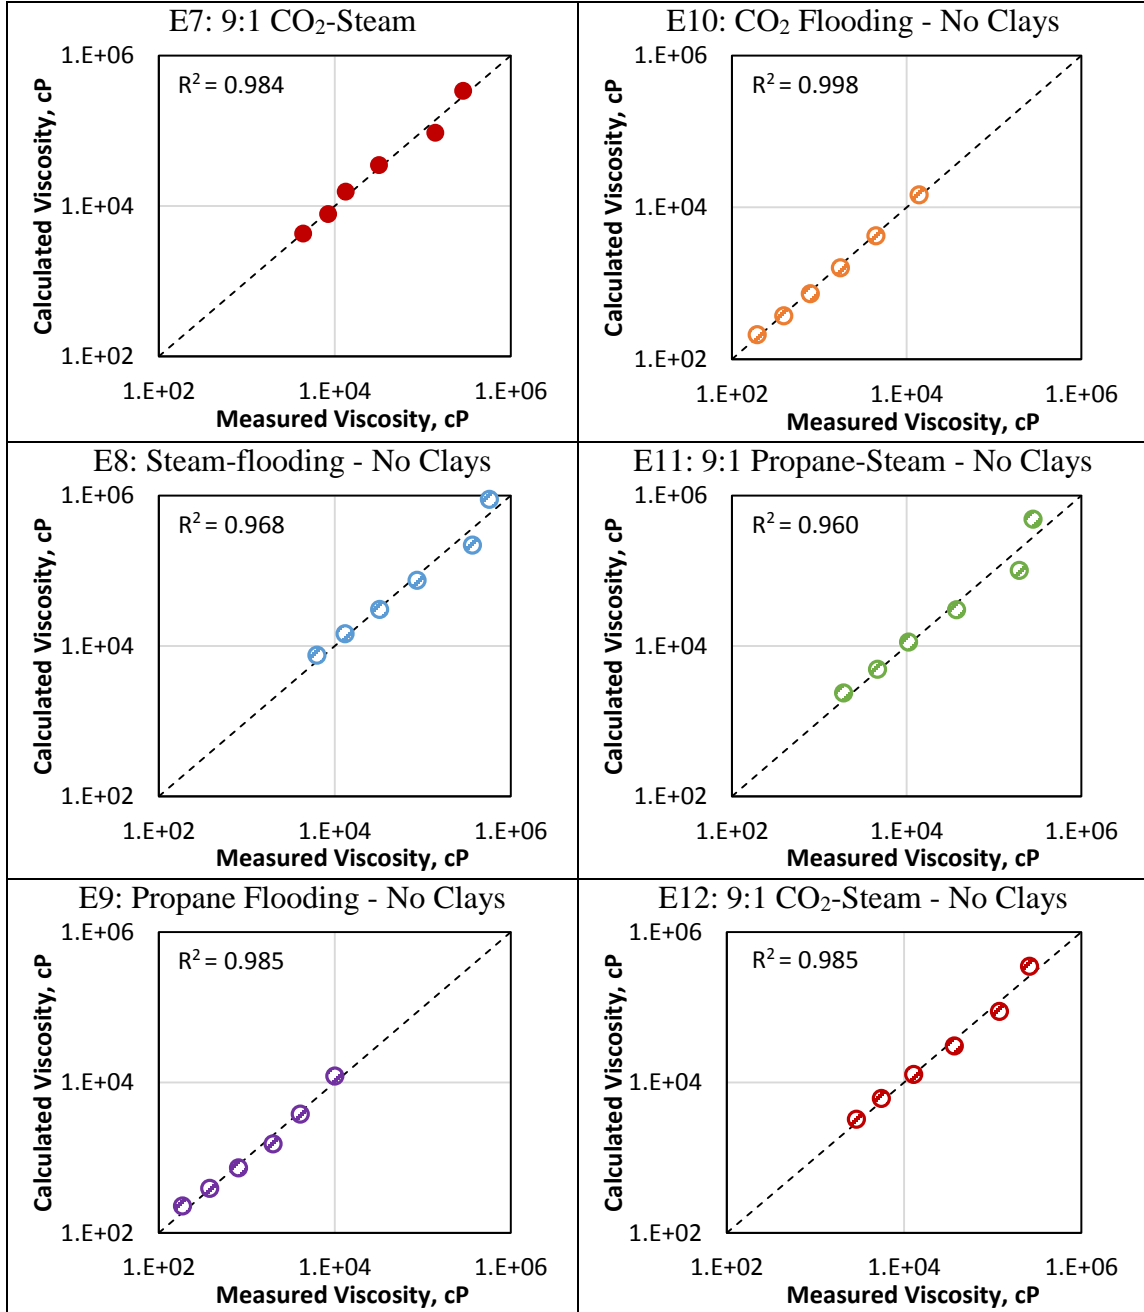 E7: 9:1 CO₂-Steam
1.E+06
R² = 0.984
1.E+04
1.E+02
Calculated Viscosity, cP
1.E+02 1.E+04 1.E+06
Measured Viscosity, cP
E10: CO₂ Flooding - No Clays
1.E+06
R² = 0.998
1.E+04
1.E+02
Calculated Viscosity, cP
1.E+02 1.E+04 1.E+06
Measured Viscosity, cP
E8: Steam-flooding - No Clays
1.E+06
R² = 0.968
1.E+04
1.E+02
Calculated Viscosity, cP
1.E+02 1.E+04 1.E+06
Measured Viscosity, cP
E11: 9:1 Propane-Steam - No Clays
1.E+06
R² = 0.960
1.E+04
1.E+02
Calculated Viscosity, cP
1.E+02 1.E+04 1.E+06
Measured Viscosity, cP
E9: Propane Flooding - No Clays
1.E+06
R² = 0.985
1.E+04
1.E+02
Calculated Viscosity, cP
1.E+02 1.E+04 1.E+06
Measured Viscosity, cP
E12: 9:1 CO₂-Steam - No Clays
1.E+06
R² = 0.985
1.E+04
1.E+02
Calculated Viscosity, cP
1.E+02 1.E+04 1.E+06
Measured Viscosity, cP